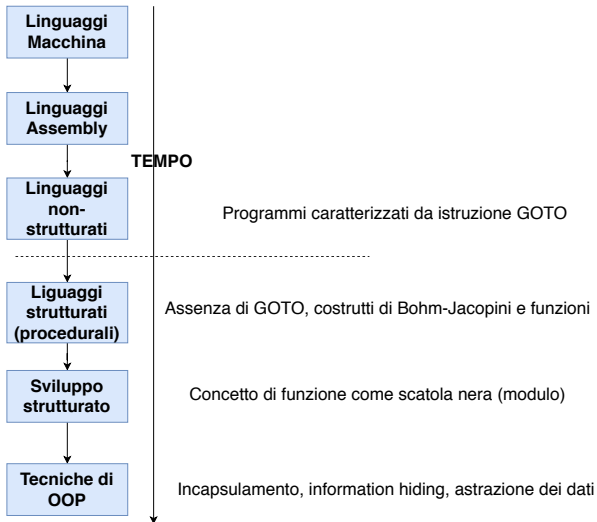 Linguaggi
Macchina
Linguaggi
Assembly
TEMPO
Linguaggi
non-
strutturati
Programmi caratterizzati da istruzione GOTO
Liguaggi
strutturati
(procedurali)
Assenza di GOTO, costrutti di Bohm-Jacopini e funzioni
Sviluppo
strutturato
Concetto di funzione come scatola nera (modulo)
Tecniche di
OOP
Incapsulamento, information hiding, astrazione dei dati